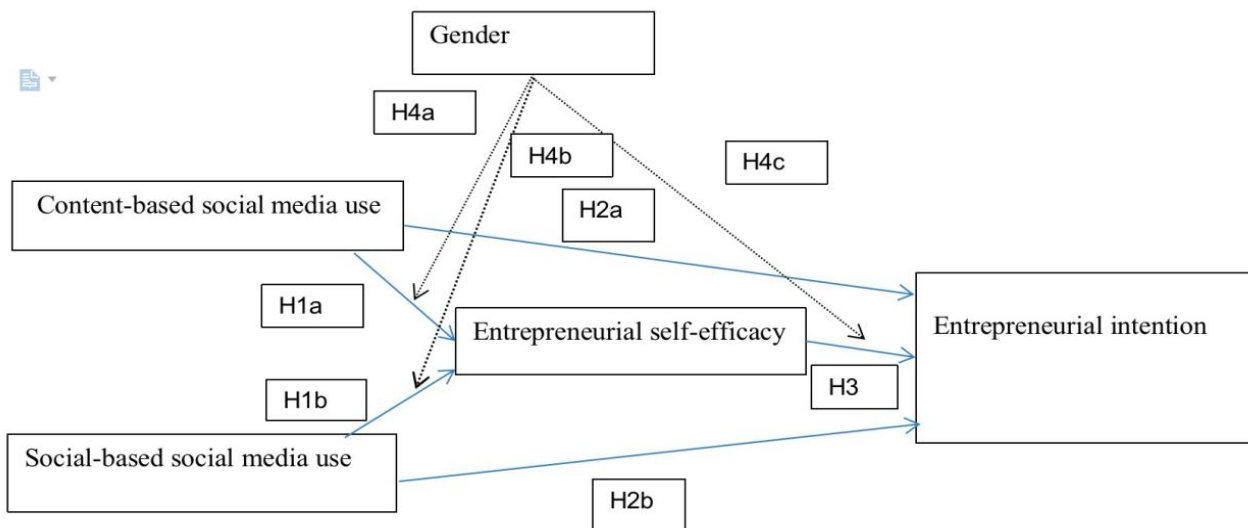 Gender
H4a
H4b
H4c
Content-based social media use
H2a
H1a
Entrepreneurial self-efficacy
Entrepreneurial intention
H3
H1b
Social-based social media use
H2b